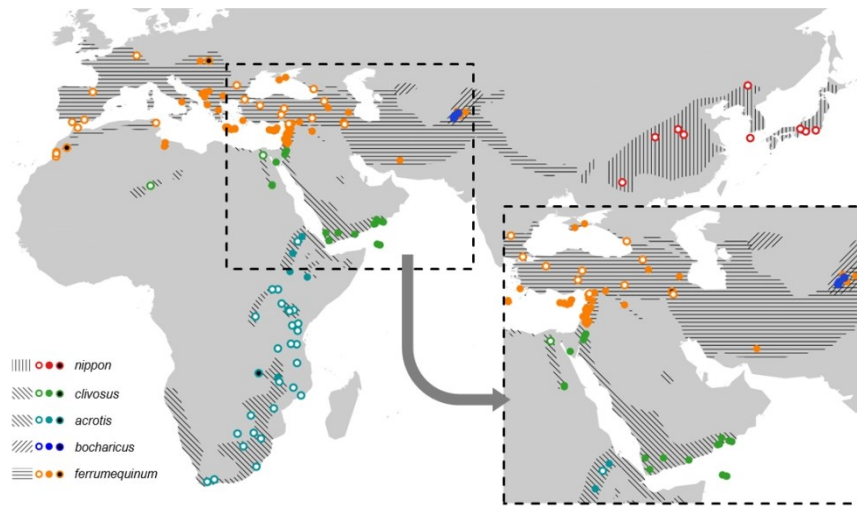 nippon
clivosus
acrotis
bocharicus
ferrumequinum